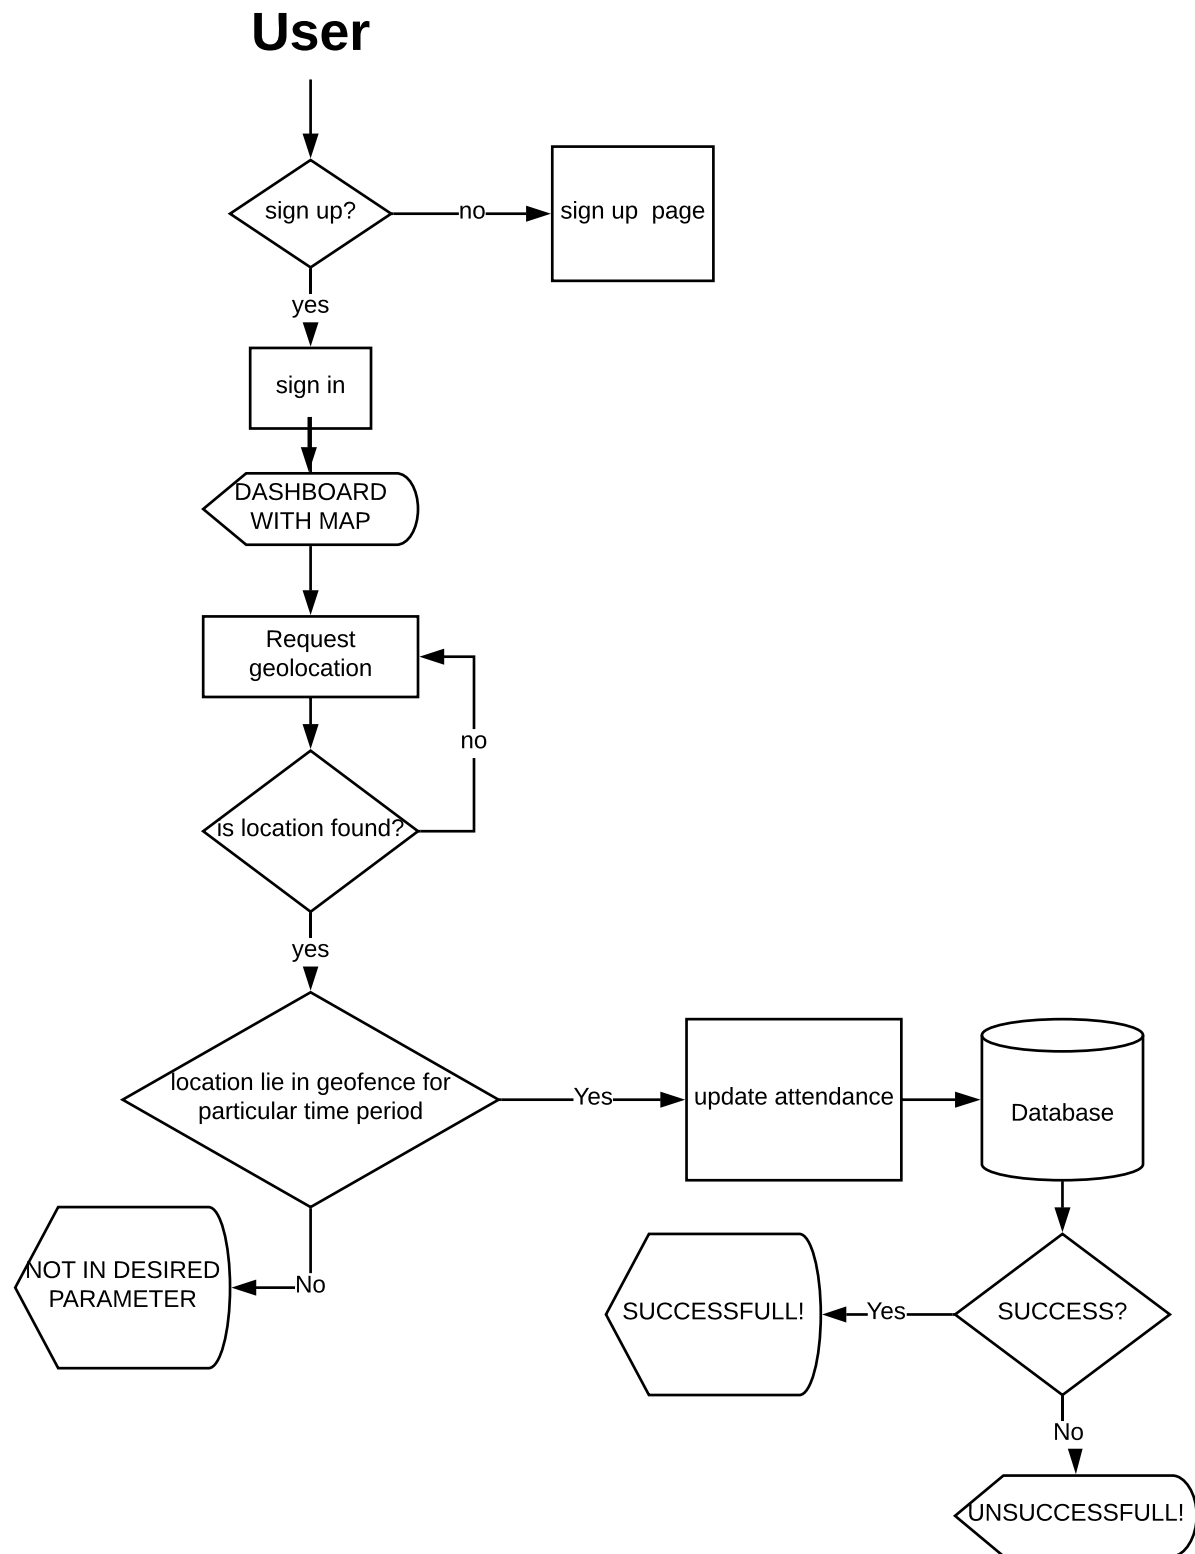 User
sign up?
no
sign up  page
yes
sign in
DASHBOARD
WITH MAP
Request
geolocation
no
is location found?
yes
location lie in geofence for
particular time period
Yes
update attendance
Database
NOT IN DESIRED
PARAMETER
No
SUCCESSFULL!
Yes
SUCCESS?
No
UNSUCCESSFULL!